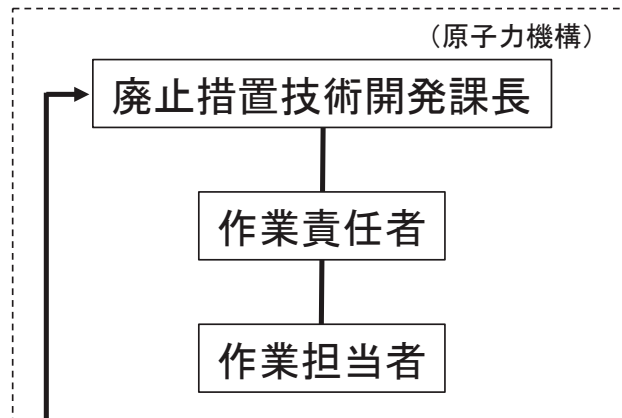 （原子力機構）
廃止措置技術開発課長
作業責任者
作業担当者